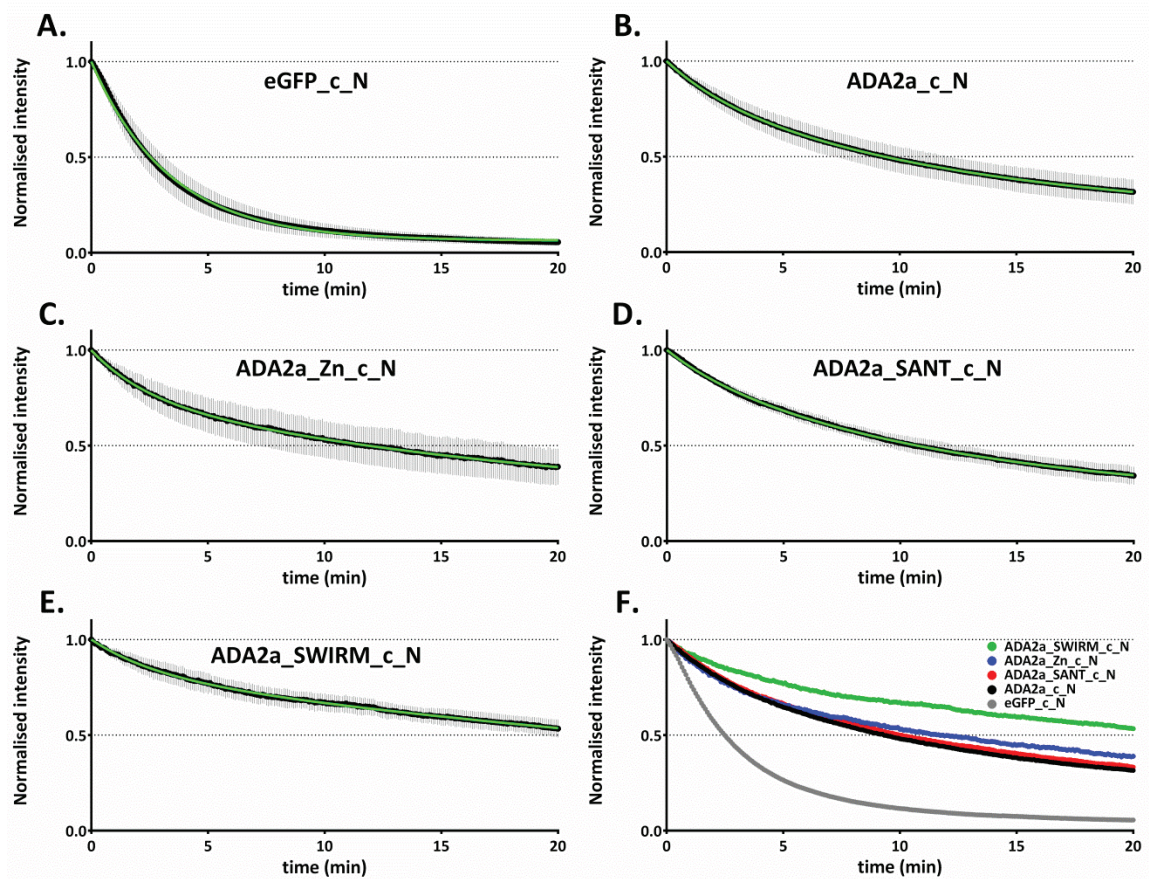 A.
Normalised intensity
1.0
0.5
0.0
eGFP_c_N
0 5 10 15 20
time (min)
B.
Normalised intensity
1.0
0.5
0.0
ADA2a_c_N
0 5 10 15 20
time (min)
C.
Normalised intensity
1.0
0.5
0.0
ADA2a_Zn_c_N
0 5 10 15 20
time (min)
D.
Normalised intensity
1.0
0.5
0.0
ADA2a_SANT_c_N
0 5 10 15 20
time (min)
E.
Normalised intensity
1.0
0.5
0.0
ADA2a_SWIRM_c_N
0 5 10 15 20
time (min)
F.
Normalised intensity
1.0
0.5
0.0
ADA2a_SWIRM_c_N
ADA2a_Zn_c_N
ADA2a_SANT_c_N
ADA2a_c_N
eGFP_c_N
0 5 10 15 20
time (min)